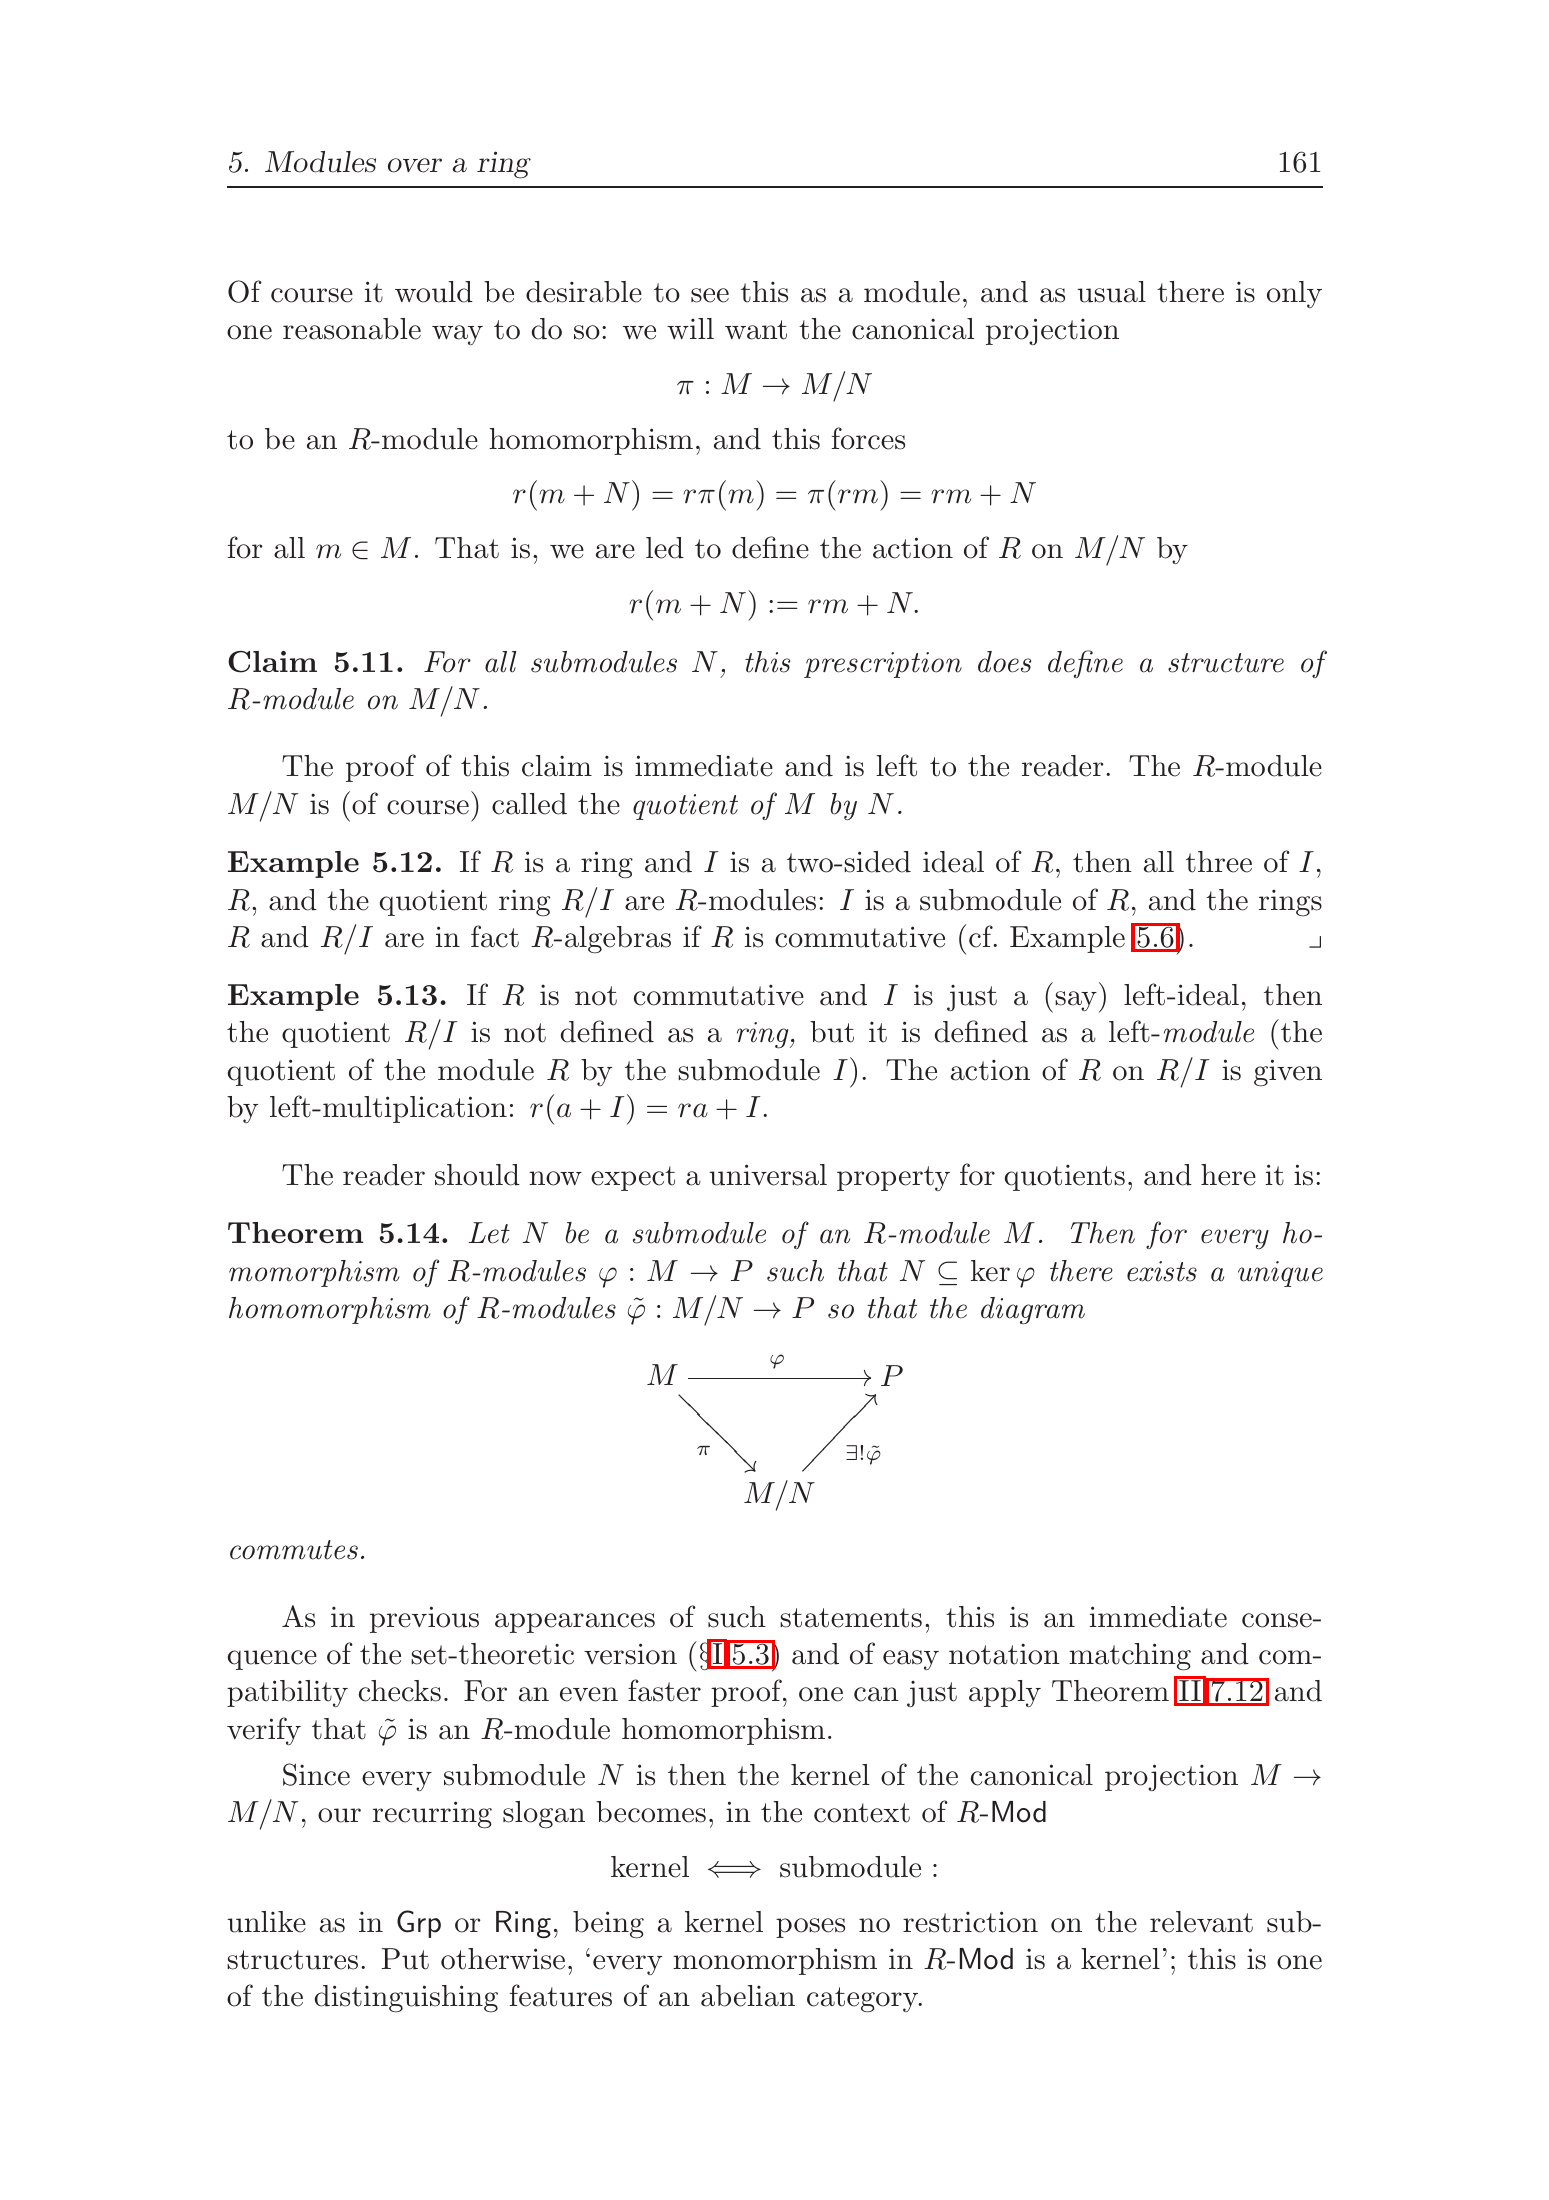 5. Modules over a ring 161
Of course it would be desirable to see this as a module, and as usual there is only
one reasonable way to do so: we will want the canonical projection
π : M → M/N
to be an R-module homomorphism, and this forces
r(m + N) = rπ(m) = π(rm) = rm + N
for all m ∈ M. That is, we are led to define the action of R on M/N by
r(m + N) := rm + N.
Claim 5.11. For all submodules N, this prescription does define a structure of
R-module on M/N.
The proof of this claim is immediate and is left to the reader. The R-module
M/N is (of course) called the quotient of M by N.
Example 5.12. If R is a ring and I is a two-sided ideal of R, then all three of I,
R, and the quotient ring R/I are R-modules: I is a submodule of R, and the rings
R and R/I are in fact R-algebras if R is commutative (cf. Example 5.6). ⌟
Example 5.13. If R is not commutative and I is just a (say) left-ideal, then
the quotient R/I is not defined as a ring, but it is defined as a left-module (the
quotient of the module R by the submodule I). The action of R on R/I is given
by left-multiplication: r(a + I) = ra + I.
The reader should now expect a universal property for quotients, and here it is:
Theorem 5.14. Let N be a submodule of an R-module M. Then for every ho-
momorphism of R-modules φ : M → P such that N ⊆ ker φ there exists a unique
homomorphism of R-modules φ̃ : M/N → P so that the diagram
φ
M P
π ∃!φ̃
M/N
commutes.
As in previous appearances of such statements, this is an immediate conse-
quence of the set-theoretic version (§I.5.3) and of easy notation matching and com-
patibility checks. For an even faster proof, one can just apply Theorem II.7.12 and
verify that φ̃ is an R-module homomorphism.
Since every submodule N is then the kernel of the canonical projection M →
M/N, our recurring slogan becomes, in the context of R-Mod
kernel ⟺ submodule :
unlike as in Grp or Ring, being a kernel poses no restriction on the relevant sub-
structures. Put otherwise, ‘every monomorphism in R-Mod is a kernel’; this is one
of the distinguishing features of an abelian category.